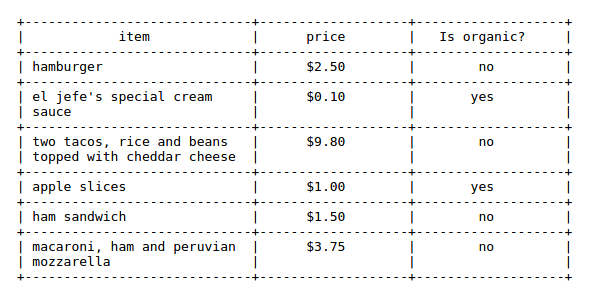 item price Is organic?
hamburger $2.50 no
el jefe's special cream $0.10 yes
sauce
two tacos, rice and beans $9.80 no
topped with cheddar cheese
apple slices $1.00 yes
ham sandwich $1.50 no
macaroni, ham and peruvian $3.75 no
mozzarella